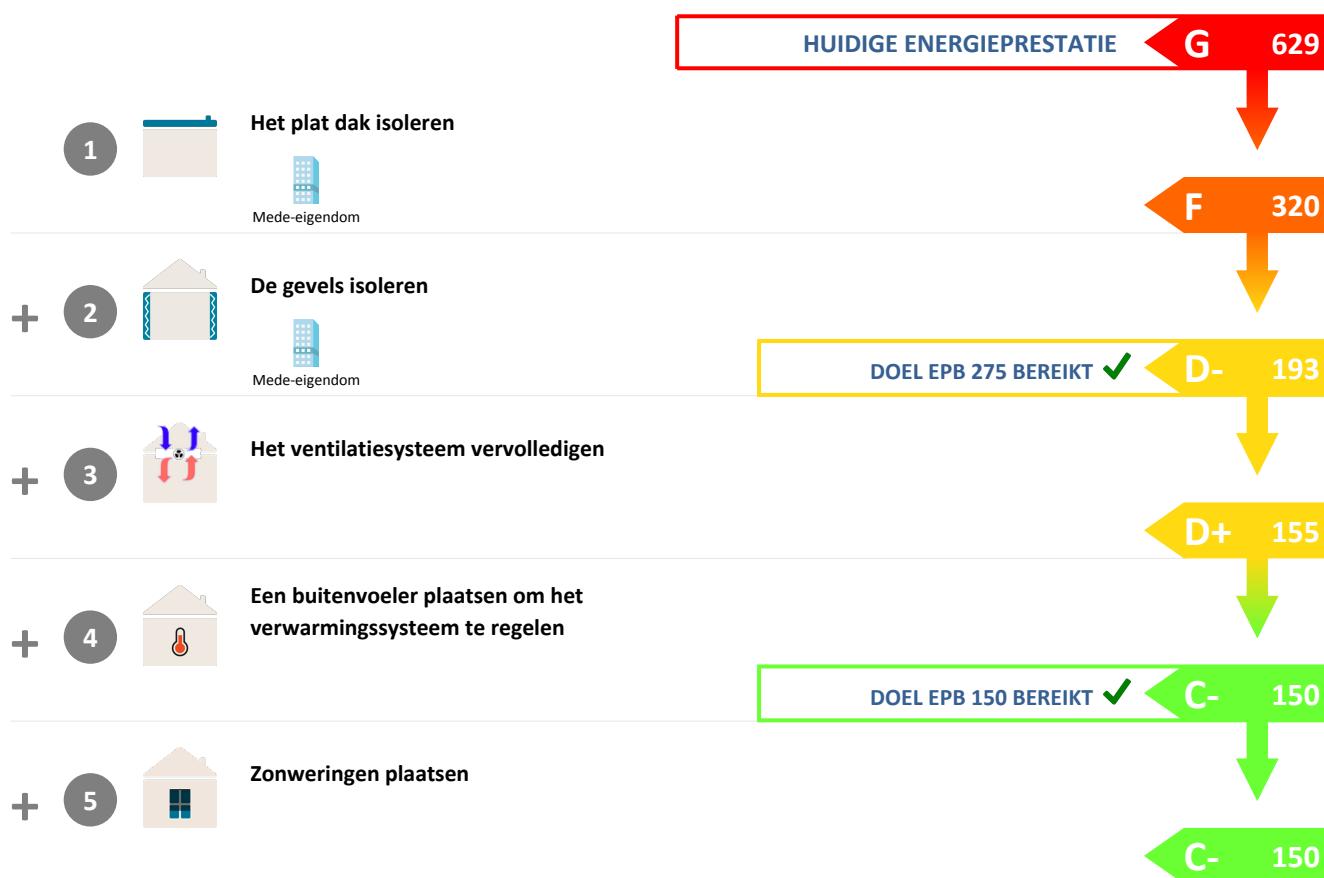 HUIDIGE ENERGIEPRESTATIE G 629
1 Het plat dak isoleren
Mede-eigendom
F 320
+ 2 De gevels isoleren
Mede-eigendom
DOEL EPB 275 BEREIKT ✓ D- 193
+ 3 Het ventilatiesysteem vervolledigen
D+ 155
+ 4 Een buitenvoeler plaatsen om het
verwarmingssysteem te regelen
DOEL EPB 150 BEREIKT ✓ C- 150
+ 5 Zonweringen plaatsen
C- 150